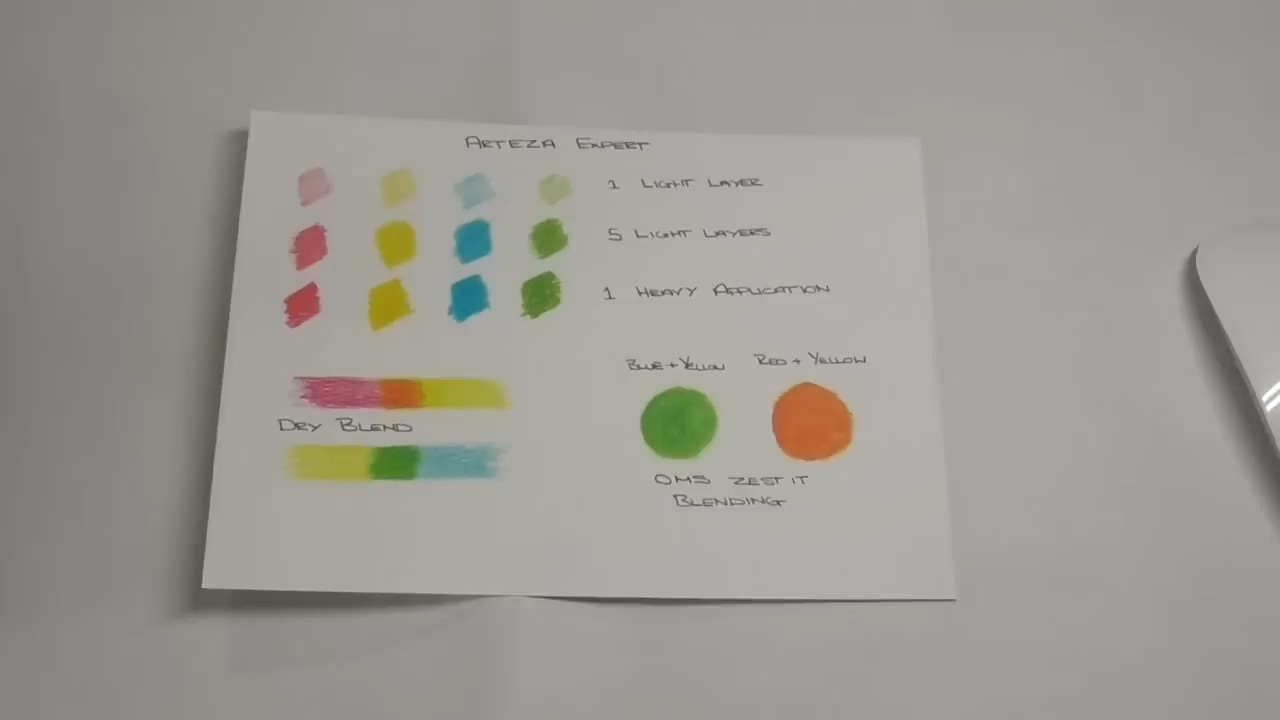 ARTEZA EXPERT
1 LIGHT LAYER
5 LIGHT LAYERS
1 HEAVY APPLICATION
BLUE + YELLOW
RED + YELLOW
DRY BLEND
OMS ZEST IT
BLENDING